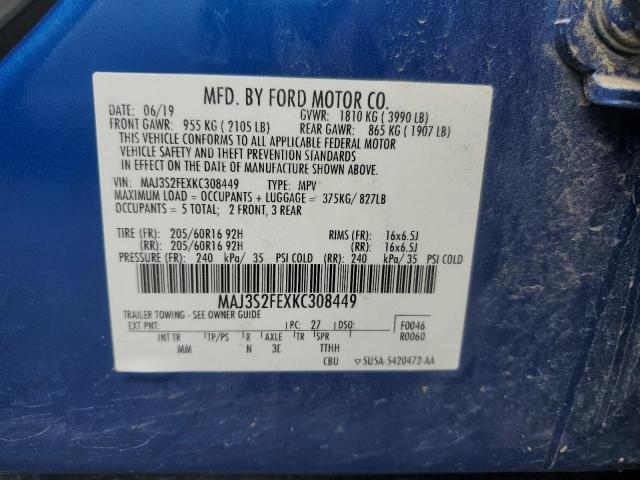 MFD. BY FORD MOTOR CO.
DATE: 06/19 GVWR: 1810 KG ( 3990 LB)
FRONT GAWR: 955 KG ( 2105 LB) REAR GAWR: 865 KG ( 1907 LB)
THIS VEHICLE CONFORMS TO ALL APPLICABLE FEDERAL MOTOR
VEHICLE SAFETY AND THEFT PREVENTION STANDARDS
IN EFFECT ON THE DATE OF MANUFACTURE SHOWN ABOVE.
VIN: MAJ3S2FEXKC308449 TYPE: MPV
MAXIMUM LOAD = OCCUPANTS + LUGGAGE = 375KG/ 827LB
OCCUPANTS = 5 TOTAL; 2 FRONT, 3 REAR
TIRE (FR): 205/60R16 92H RIMS (FR): 16x6.5J
(RR): 205/60R16 92H (RR): 16x6.5J
PRESSURE (FR): 240 kPa/ 35 PSI COLD (RR): 240 kPa/ 35 PSI COLD
MAJ3S2FEXKC308449
TRAILER TOWING - SEE OWNER GUIDE
EXT PNT: PC: 27 DSO: F0046
INT TR TP/PS R AXLE TR SPR R0060
MM N 3E TTHH
CBU 5USA-S420472-AA